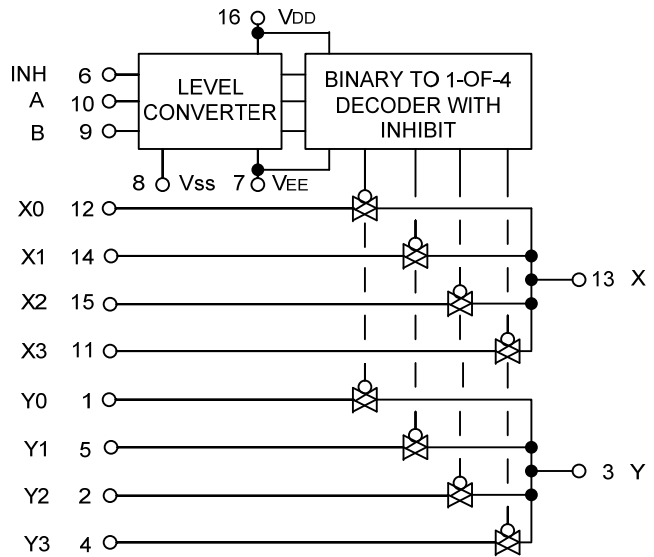 16 VDD
INH 6
A 10
B 9
LEVEL
CONVERTER
BINARY TO 1-OF-4
DECODER WITH
INHIBIT
8 Vss
7 VEE
X0 12
X1 14
X2 15
X3 11
13 X
Y0 1
Y1 5
Y2 2
Y3 4
3 Y